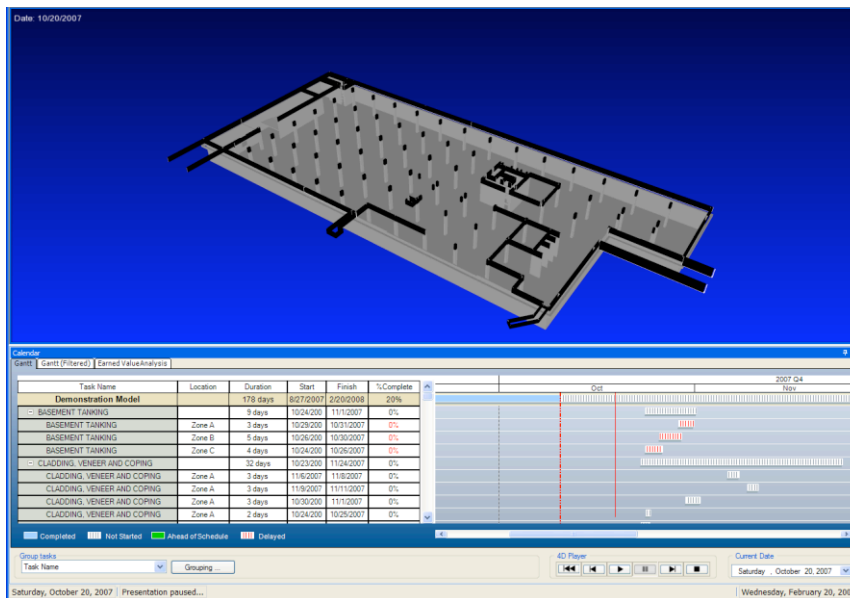 Date: 10/20/2007
Calendar
Gantt Gantt (Filtered) Earned Value Analysis
Task Name Location Duration Start Finish %Complete 2007 Q4
Oct Nov
Demonstration Model 178 days 8/27/2007 2/20/2008 20%
BASEMENT TANKING 9 days 10/24/200 11/1/2007 0%
BASEMENT TANKING Zone A 3 days 10/29/200 10/31/2007 0%
BASEMENT TANKING Zone B 5 days 10/26/200 10/30/2007 0%
BASEMENT TANKING Zone C 4 days 10/24/200 10/26/2007 0%
CLADDING, VENEER AND COPING 32 days 10/23/200 11/24/2007 0%
CLADDING, VENEER AND COPING Zone A 3 days 11/6/2007 11/8/2007 0%
CLADDING, VENEER AND COPING Zone A 3 days 11/9/2007 11/11/2007 0%
CLADDING, VENEER AND COPING Zone A 3 days 10/30/200 11/1/2007 0%
CLADDING, VENEER AND COPING Zone A 2 days 10/24/200 10/25/2007 0%
Completed Not Started Ahead of Schedule Delayed
Group tasks 4D Player Current Date
Task Name Grouping ... Saturday , October 20, 2007
Saturday, October 20, 2007 Presentation paused... Wednesday, February 20, 200